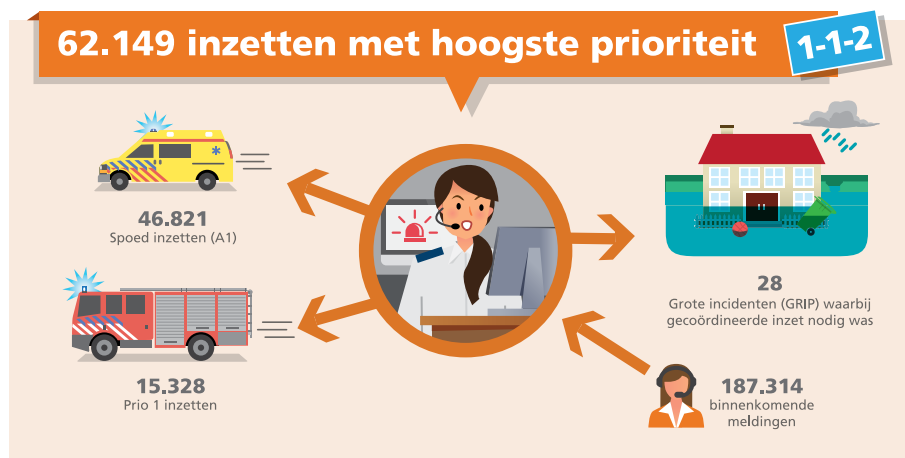 62.149 inzetten met hoogste prioriteit
1-1-2
46.821
Spoed inzetten (A1)
28
Grote incidenten (GRIP) waarbij
gecoördineerde inzet nodig was
15.328
Prio 1 inzetten
187.314
binnenkomende
meldingen